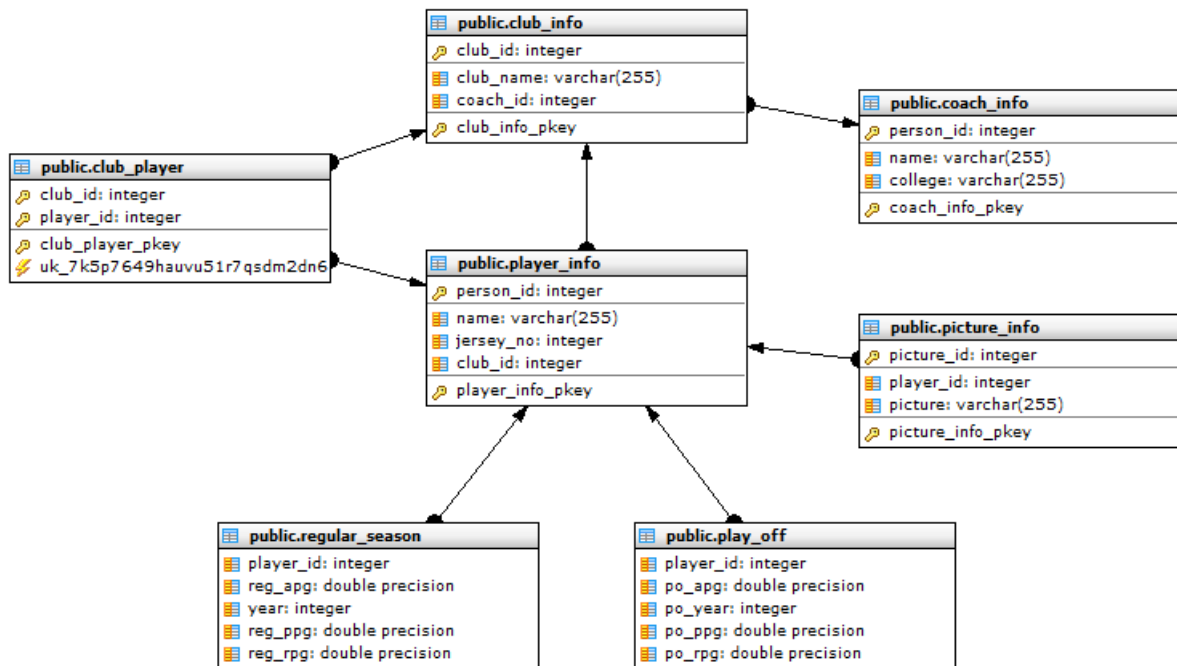 public.club_info
club_id: integer
club_name: varchar(255)
coach_id: integer
club_info_pkey
public.coach_info
person_id: integer
name: varchar(255)
college: varchar(255)
coach_info_pkey
public.club_player
club_id: integer
player_id: integer
club_player_pkey
uk_7k5p7649hauvu51r7qsdm2dn6
public.player_info
person_id: integer
name: varchar(255)
jersey_no: integer
club_id: integer
player_info_pkey
public.picture_info
picture_id: integer
player_id: integer
picture: varchar(255)
picture_info_pkey
public.regular_season
player_id: integer
reg_apg: double precision
year: integer
reg_ppg: double precision
reg_rpg: double precision
public.play_off
player_id: integer
po_apg: double precision
po_year: integer
po_ppg: double precision
po_rpg: double precision